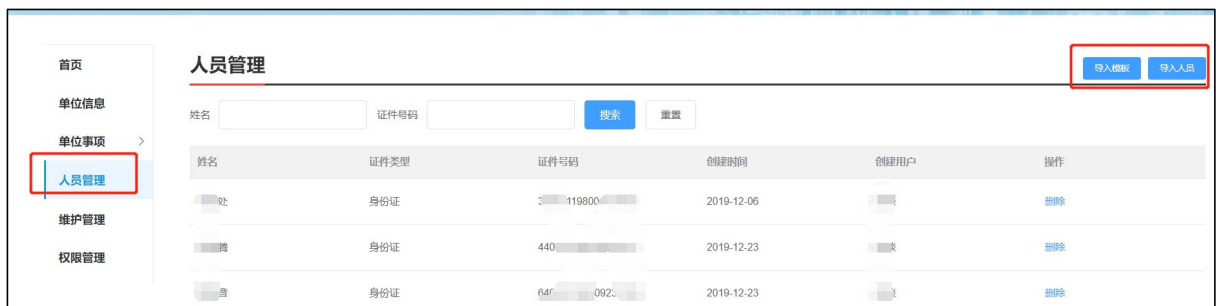 首页
单位信息
单位事项
人员管理
维护管理
权限管理
人员管理
导入模板 导入人员
姓名 证件号码 搜索 重置
姓名 证件类型 证件号码 创建时间 创建用户 操作
处 身份证 119800 2019-12-06 删除
腾 身份证 440 2019-12-23 删除
音 身份证 092 2019-12-23 删除